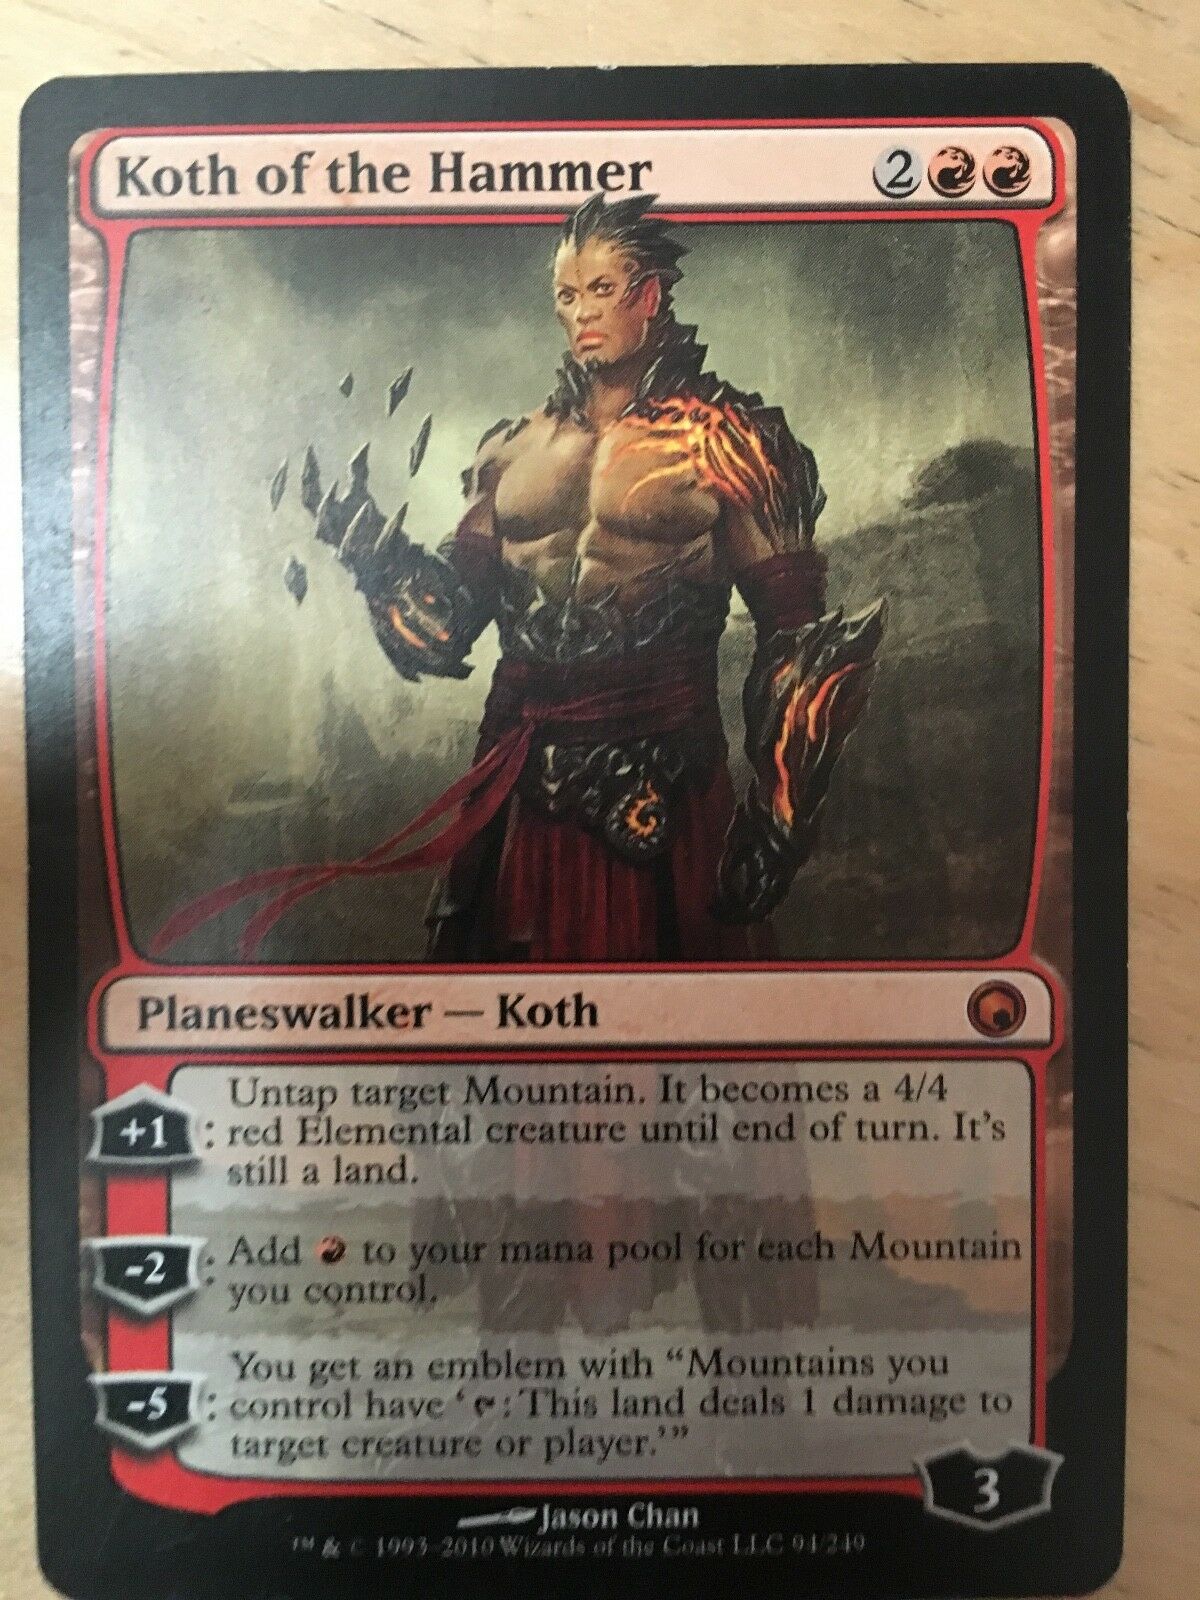 Koth of the Hammer 2
Planeswalker — Koth
Untap target Mountain. It becomes a 4/4
+1 : red Elemental creature until end of turn. It's
still a land.
-2 : Add to your mana pool for each Mountain
you control.
You get an emblem with “Mountains you
-5 : control have ‘ : This land deals 1 damage to
target creature or player.’”
3
Jason Chan
™ & © 1993–2010 Wizards of the Coast LLC 94/249